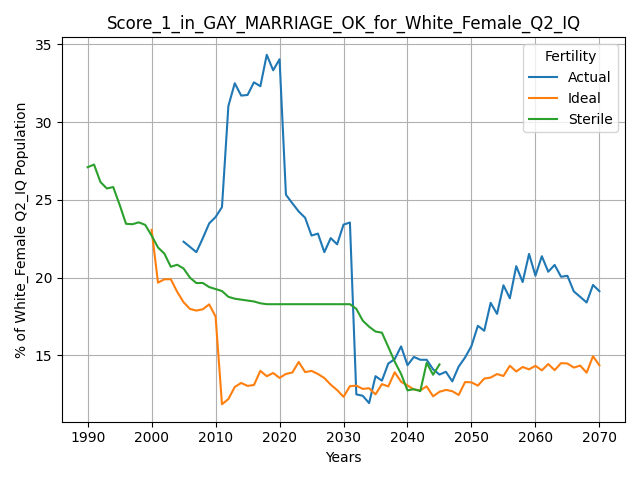 Score_1_in_GAY_MARRIAGE_OK_for_White_Female_Q2_IQ
Fertility
Actual
Ideal
Sterile
% of White_Female Q2_IQ Population
35
30
25
20
15
1990 2000 2010 2020 2030 2040 2050 2060 2070
Years